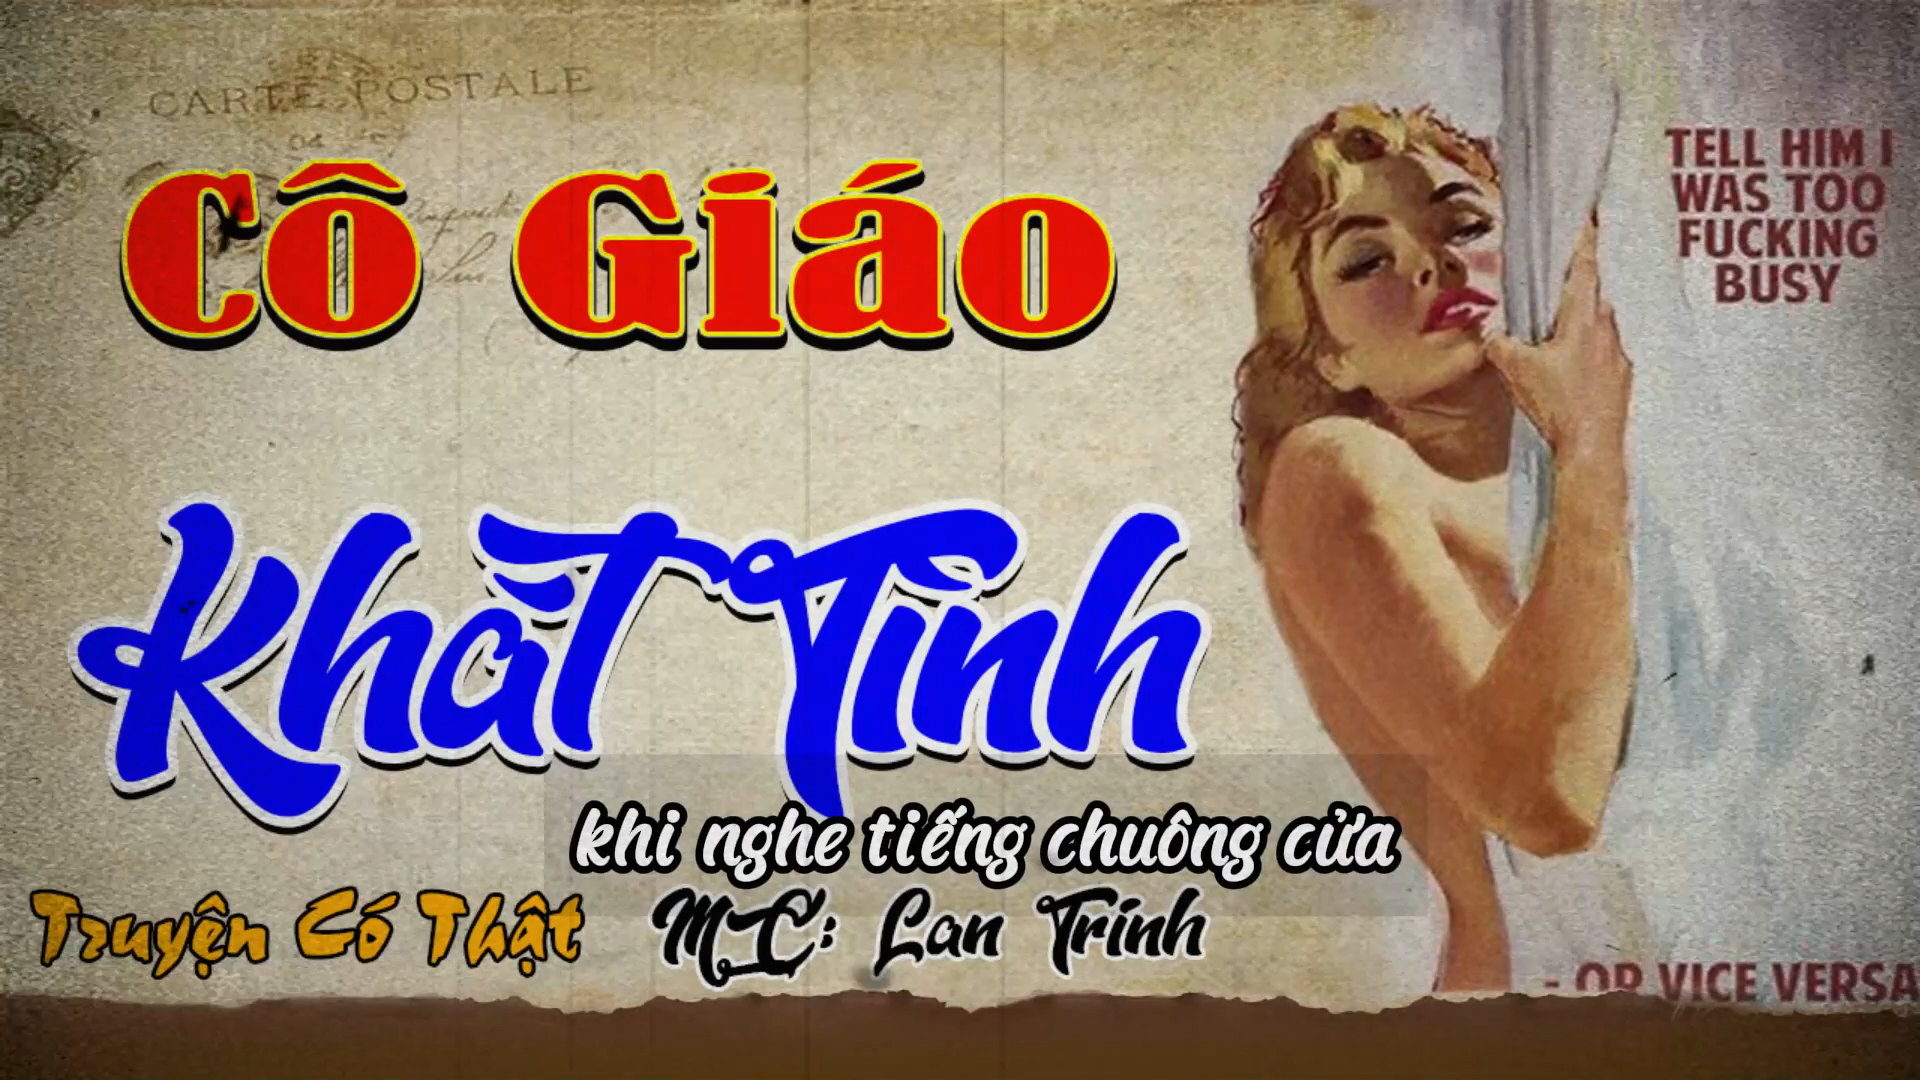 CARTE POSTALE
Cô Giáo
TELL HIM I
WAS TOO
FUCKING
BUSY
Khát Tình
khi nghe tiếng chuông cửa
Truyện Có Thật
MC: Lan Trinh
- OR VICE VERSA